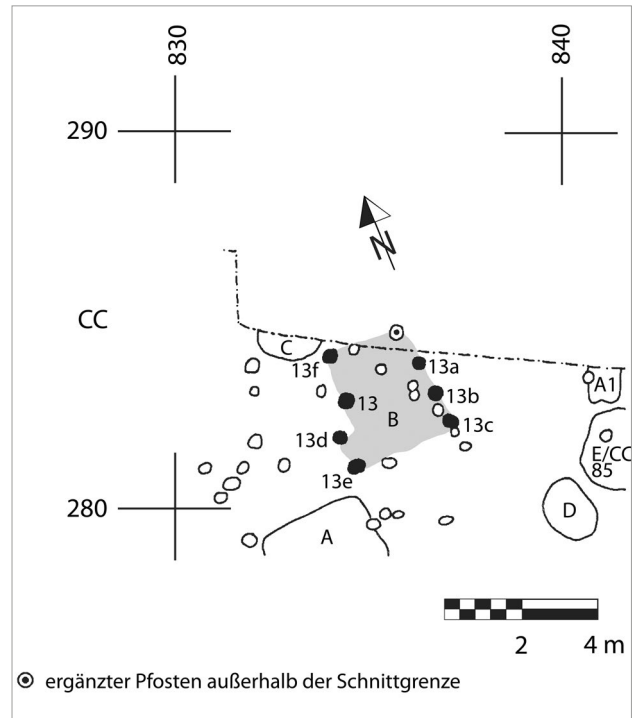 830
840
290
N
CC
C
13f
13a
A1
13
13b
B
13c
13d
E/CC
85
13e
280
D
A
2
4 m
ergänzter Pfosten außerhalb der Schnittgrenze